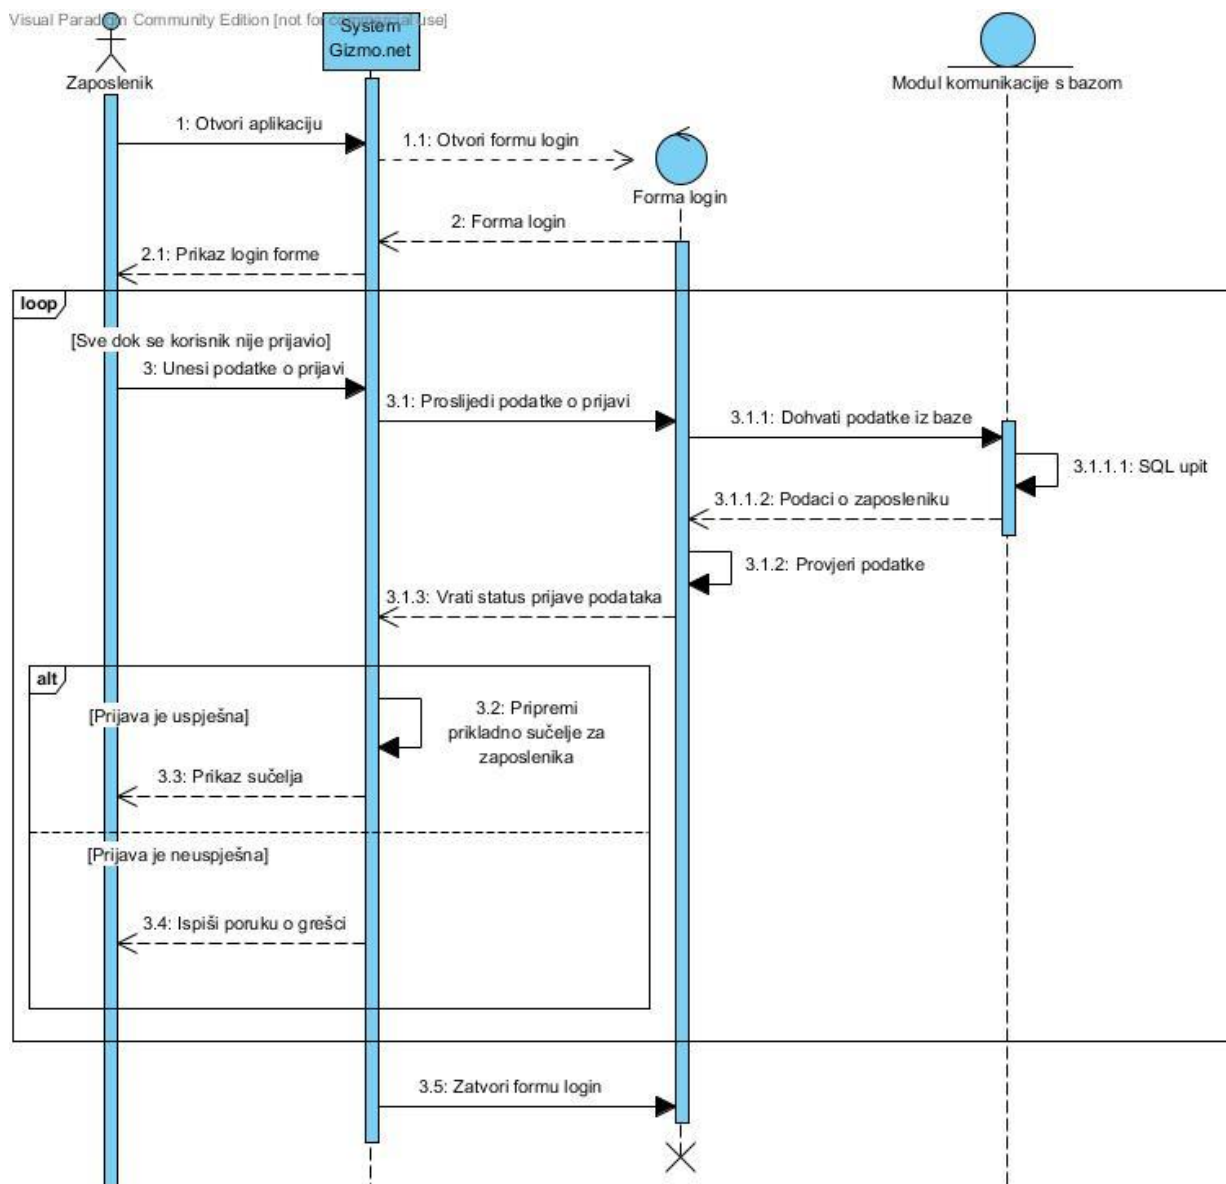 Visual Paradigm Community Edition [not for commercial use]
System
Gizmo.net
Zaposlenik
Modul komunikacije s bazom
1: Otvori aplikaciju
1.1: Otvori formu login
Forma login
2: Forma login
2.1: Prikaz login forme
loop
[Sve dok se korisnik nije prijavio]
3: Unesi podatke o prijavi
3.1: Proslijedi podatke o prijavi
3.1.1: Dohvati podatke iz baze
3.1.1.1: SQL upit
3.1.1.2: Podaci o zaposleniku
3.1.2: Provjeri podatke
3.1.3: Vrati status prijave podataka
alt
[Prijava je uspješna]
3.2: Pripremi
prikladno sučelje za
zaposlenika
3.3: Prikaz sučelja
[Prijava je neuspješna]
3.4: Ispiši poruku o grešci
3.5: Zatvori formu login